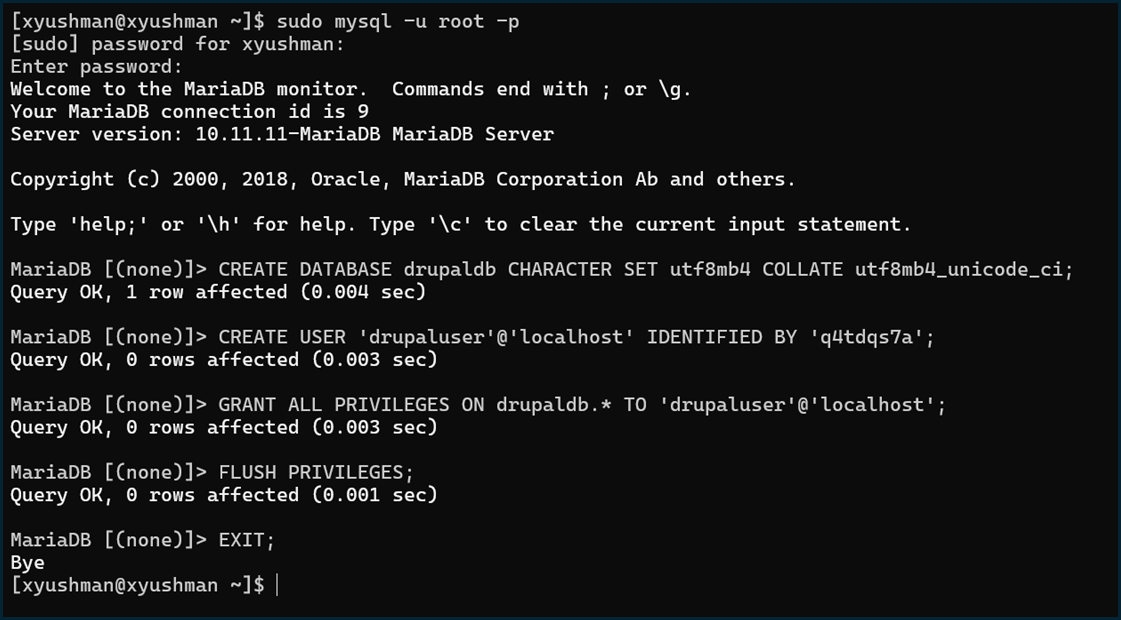 [xyushman@xyushman ~]$ sudo mysql -u root -p
[sudo] password for xyushman:
Enter password:
Welcome to the MariaDB monitor.  Commands end with ; or \g.
Your MariaDB connection id is 9
Server version: 10.11.11-MariaDB MariaDB Server
Copyright (c) 2000, 2018, Oracle, MariaDB Corporation Ab and others.
Type 'help;' or '\h' for help. Type '\c' to clear the current input statement.
MariaDB [(none)]> CREATE DATABASE drupaldb CHARACTER SET utf8mb4 COLLATE utf8mb4_unicode_ci;
Query OK, 1 row affected (0.004 sec)
MariaDB [(none)]> CREATE USER 'drupaluser'@'localhost' IDENTIFIED BY 'q4tdqs7a';
Query OK, 0 rows affected (0.003 sec)
MariaDB [(none)]> GRANT ALL PRIVILEGES ON drupaldb.* TO 'drupaluser'@'localhost';
Query OK, 0 rows affected (0.003 sec)
MariaDB [(none)]> FLUSH PRIVILEGES;
Query OK, 0 rows affected (0.001 sec)
MariaDB [(none)]> EXIT;
Bye
[xyushman@xyushman ~]$